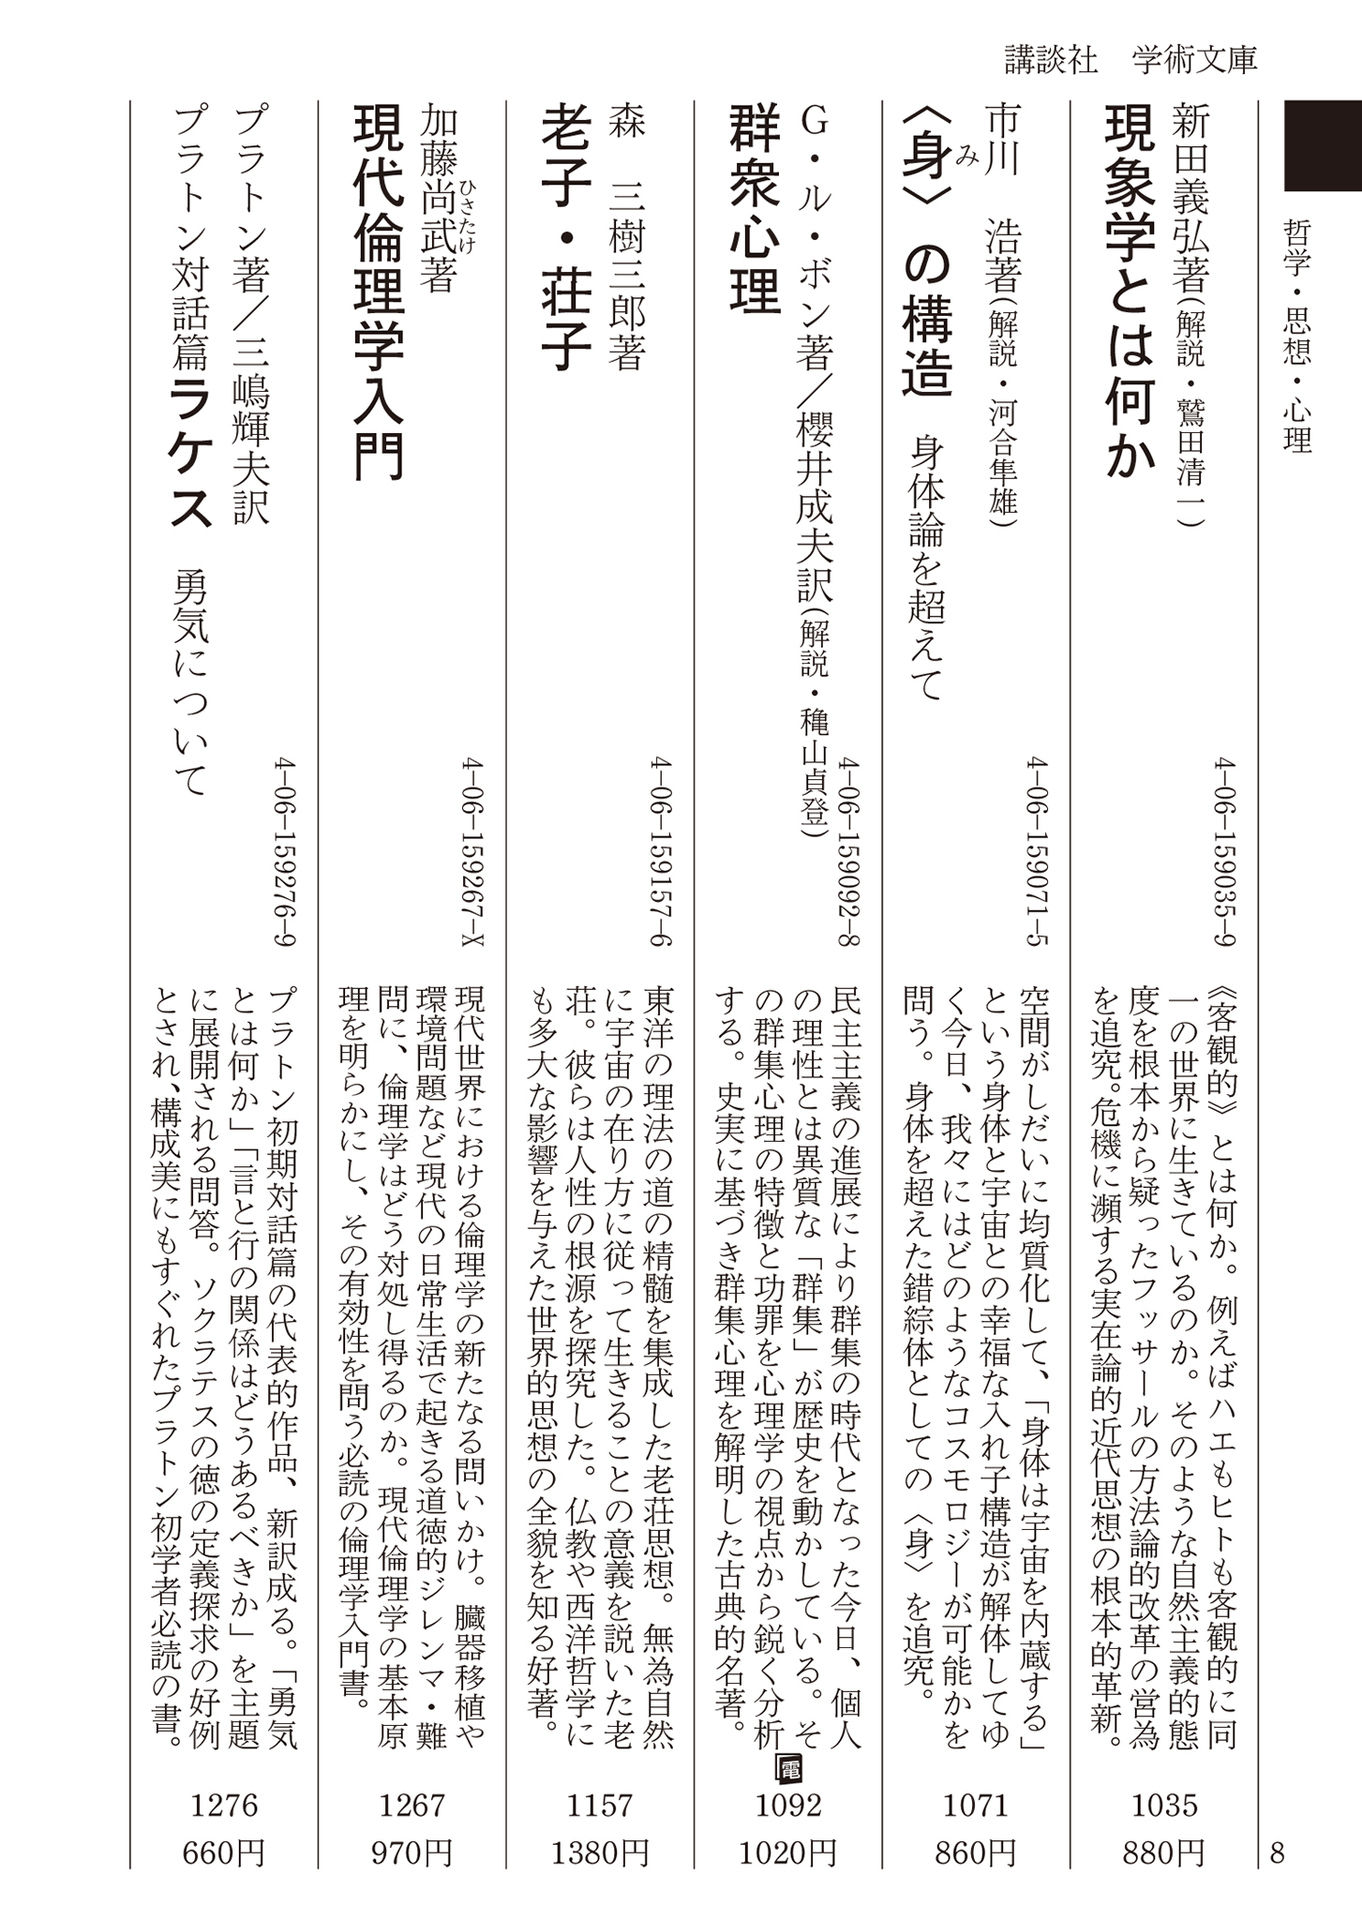 講談社　学術文庫
哲学・思想・心理
新田義弘著(解説・鷲田清一)
現象学とは何か
4-06-159035-9
《客観的》とは何か。例えばハエもヒトも客観的に同
一の世界に生きているのか。そのような自然主義的態
度を根本から疑ったフッサールの方法論的改革の営為
を追究。危機に瀕する実在論的近代思想の根本的革新。
1035
880円
市川　浩著(解説・河合隼雄)
み
〈身〉の構造　身体論を超えて
4-06-159071-5
空間がしだいに均質化して、「身体は宇宙を内蔵する」
という身体と宇宙との幸福な入れ子構造が解体してゆ
く今日、我々にはどのようなコスモロジーが可能かを
問う。身体を超えた錯綜体としての〈身〉を追究。
1071
860円
G・ル・ボン著／櫻井成夫訳(解説・穐山貞登)
群衆心理
4-06-159092-8
民主主義の進展により群集の時代となった今日、個人
の理性とは異質な「群集」が歴史を動かしている。そ
の群集心理の特徴と功罪を心理学の視点から鋭く分析
する。史実に基づき群集心理を解明した古典的名著。
電
1092
1020円
森　三樹三郎著
老子・荘子
4-06-159157-6
東洋の理法の道の精髄を集成した老荘思想。無為自然
に宇宙の在り方に従って生きることの意義を説いた老
荘。彼らは人性の根源を探究した。仏教や西洋哲学に
も多大な影響を与えた世界的思想の全貌を知る好著。
1157
1380円
加藤尚武著
ひさたけ
現代倫理学入門
4-06-159267-X
現代世界における倫理学の新たなる問いかけ。臓器移植や
環境問題など現代の日常生活で起きる道徳的ジレンマ・難
問に、倫理学はどう対処し得るのか。現代倫理学の基本原
理を明らかにし、その有効性を問う必読の倫理学入門書。
1267
970円
プラトン著／三嶋輝夫訳
プラトン対話篇ラケス　勇気について
4-06-159276-9
プラトン初期対話篇の代表的作品、新訳成る。「勇気
とは何か」「言と行の関係はどうあるべきか」を主題
に展開される問答。ソクラテスの徳の定義探求の好例
とされ、構成美にもすぐれたプラトン初学者必読の書。
1276
660円
8